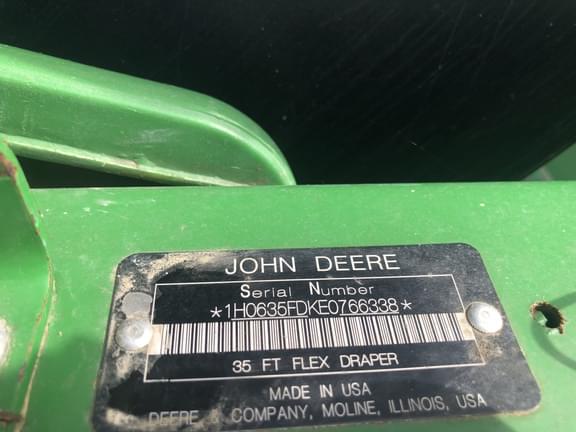 JOHN DEERE
Serial Number
*1H0635FDKE0766338*
35 FT FLEX DRAPER
MADE IN USA
DEERE & COMPANY, MOLINE, ILLINOIS, USA